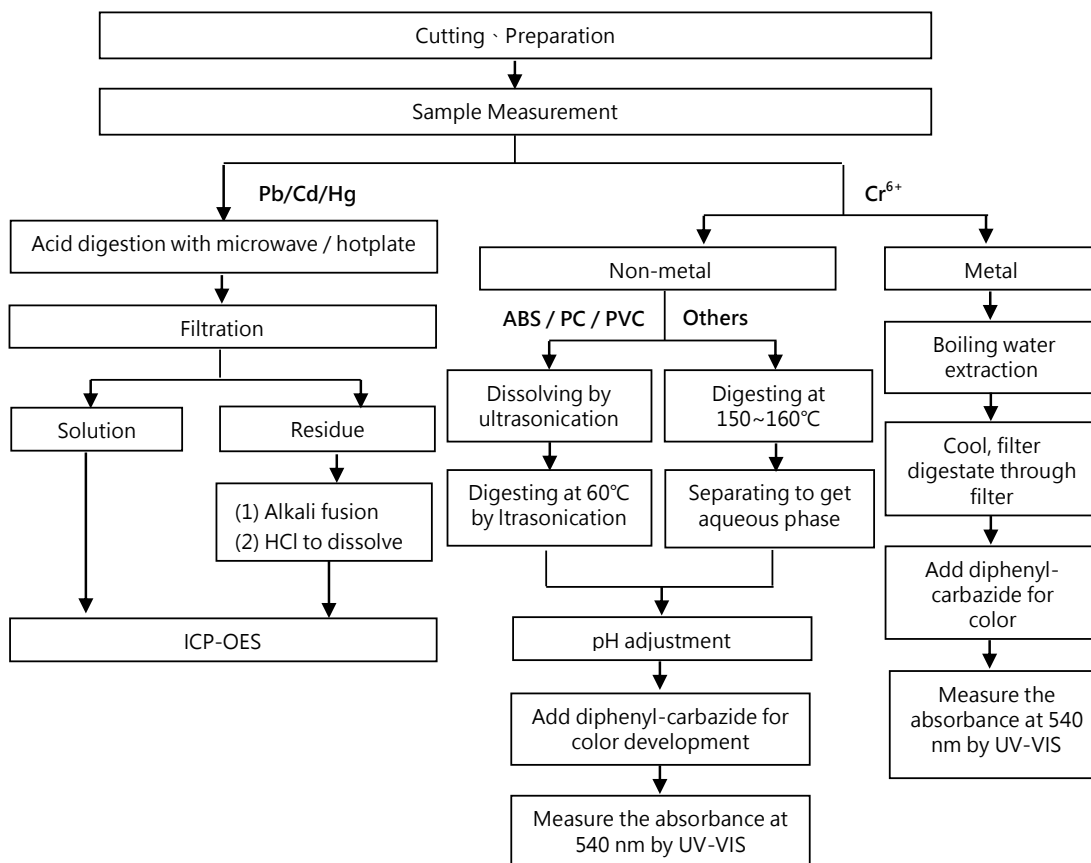 Cutting、Preparation
Sample Measurement
Pb/Cd/Hg
Acid digestion with microwave / hotplate
Filtration
Solution
Residue
(1) Alkali fusion
(2) HCl to dissolve
ICP-OES
Cr⁶⁺
Non-metal
ABS / PC / PVC
Others
Dissolving by
ultrasonication
Digesting at 60℃
by ltrasonication
Digesting at
150~160℃
Separating to get
aqueous phase
pH adjustment
Add diphenyl-carbazide for
color development
Measure the absorbance at
540 nm by UV-VIS
Metal
Boiling water
extraction
Cool, filter
digestate through
filter
Add diphenyl-
carbazide for
color
Measure the
absorbance at 540
nm by UV-VIS